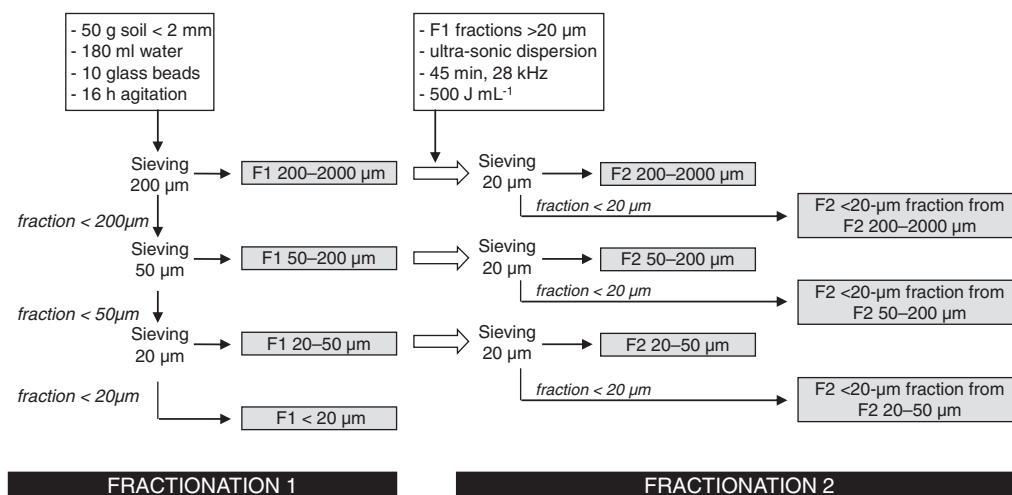 - 50 g soil < 2 mm
- 180 ml water
- 10 glass beads
- 16 h agitation
- F1 fractions >20 µm
- ultra-sonic dispersion
- 45 min, 28 kHz
- 500 J mL⁻¹
Sieving
200 µm
F1 200–2000 µm
Sieving
20 µm
F2 200–2000 µm
fraction < 20 µm
F2 <20-µm fraction from
F2 200–2000 µm
fraction < 200µm
Sieving
50 µm
F1 50–200 µm
Sieving
20 µm
F2 50–200 µm
fraction < 20 µm
F2 <20-µm fraction from
F2 50–200 µm
fraction < 50µm
Sieving
20 µm
F1 20–50 µm
Sieving
20 µm
F2 20–50 µm
fraction < 20 µm
F2 <20-µm fraction from
F2 20–50 µm
fraction < 20µm
F1 < 20 µm
FRACTIONATION 1
FRACTIONATION 2